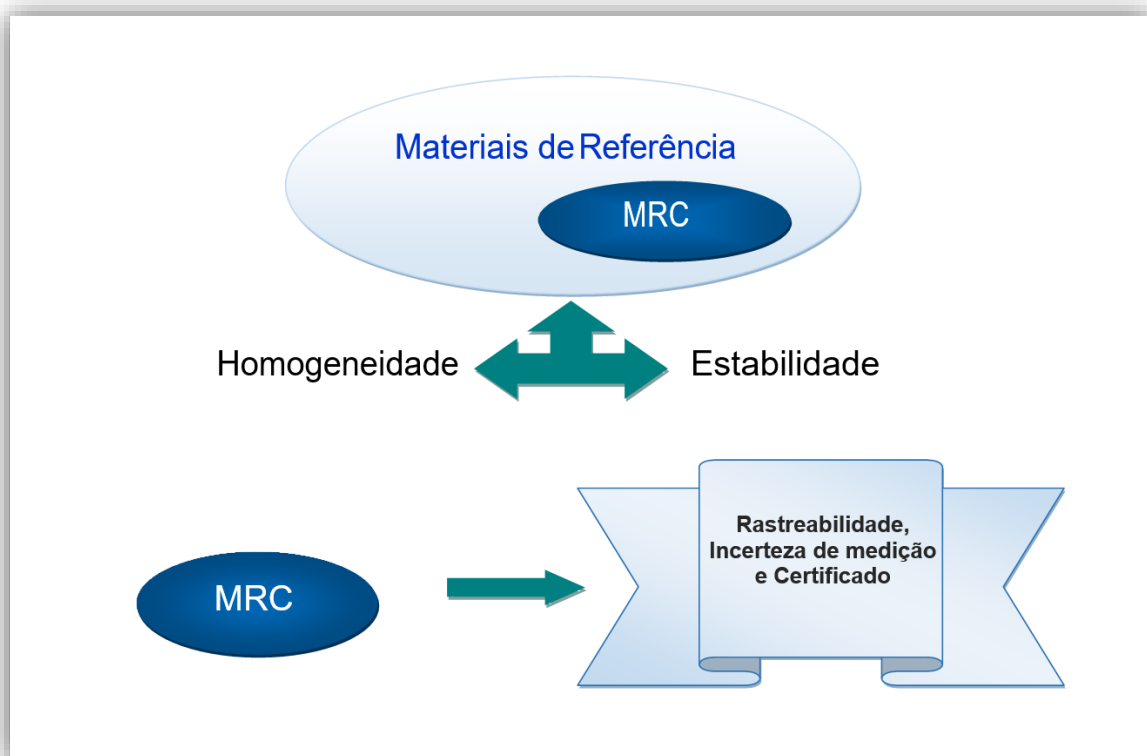 Materiais de Referência
MRC
Homogeneidade
Estabilidade
Rastreabilidade,
Incerteza de medição
e Certificado
MRC